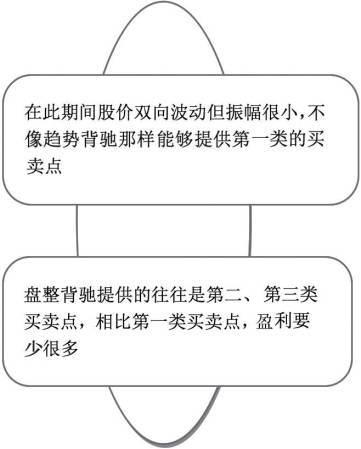 在此期间股价双向波动但振幅很小,不
像趋势背驰那样能够提供第一类的买
卖点
盘整背驰提供的往往是第二、第三类
买卖点，相比第一类买卖点，盈利要
少很多